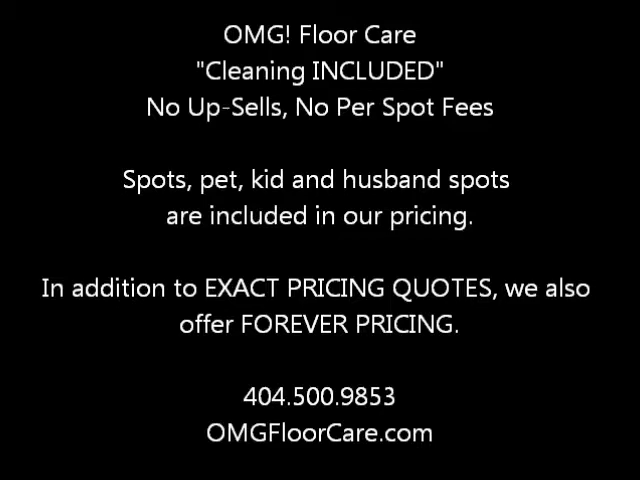 OMG! Floor Care
"Cleaning INCLUDED"
No Up-Sells, No Per Spot Fees
Spots, pet, kid and husband spots
are included in our pricing.
In addition to EXACT PRICING QUOTES, we also
offer FOREVER PRICING.
404.500.9853
OMGFloorCare.com